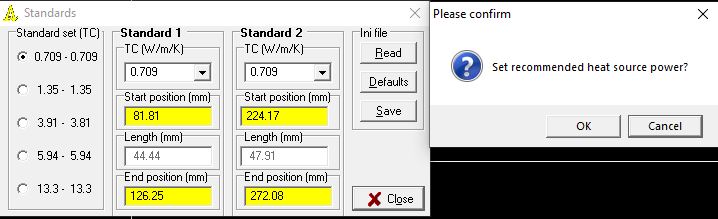 Standards
Standard set (TC)
0.709 - 0.709
1.35 - 1.35
3.91 - 3.81
5.94 - 5.94
13.3 - 13.3
Standard 1
TC (W/m/K)
0.709
Start position (mm)
81.81
Length (mm)
44.44
End position (mm)
126.25
Standard 2
TC (W/m/K)
0.709
Start position (mm)
224.17
Length (mm)
47.91
End position (mm)
272.08
Ini file
Read
Defaults
Save
Close
Please confirm
Set recommended heat source power?
OK
Cancel